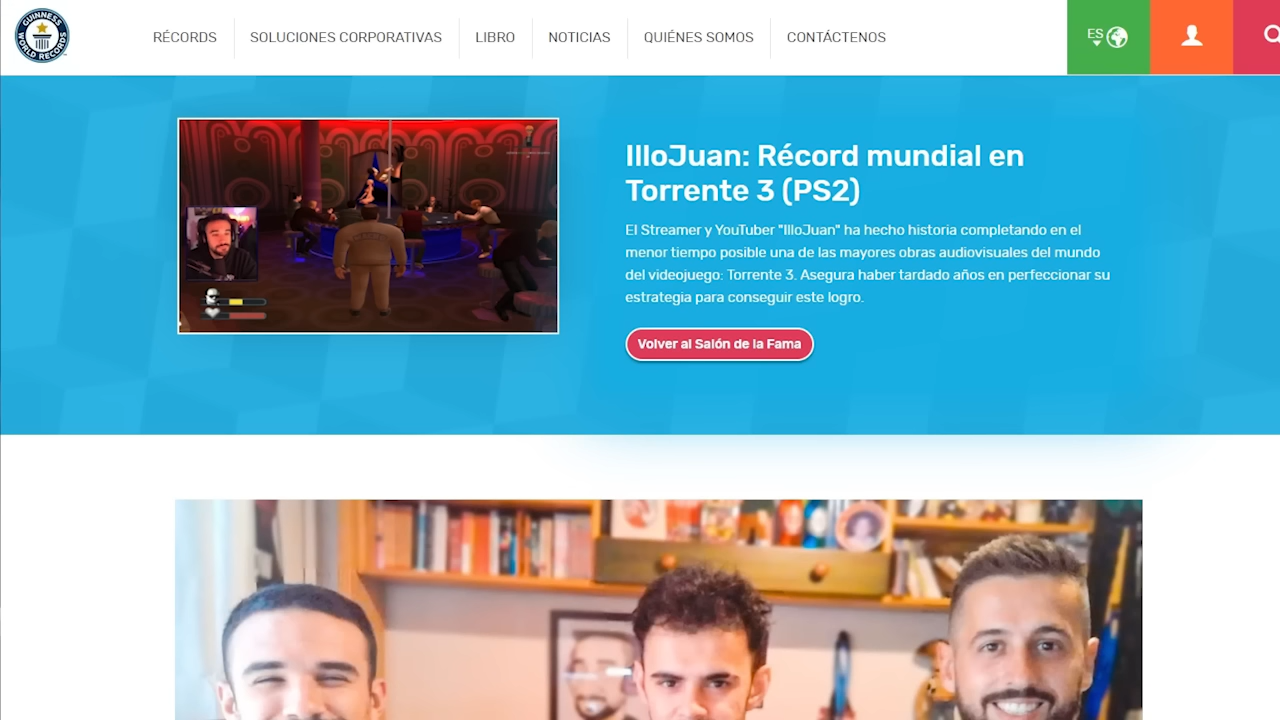 GUINNESS
WORLD RECORDS
RÉCORDS
SOLUCIONES CORPORATIVAS
LIBRO
NOTICIAS
QUIÉNES SOMOS
CONTÁCTENOS
ES
IlloJuan: Récord mundial en
Torrente 3 (PS2)
El Streamer y YouTuber "IlloJuan" ha hecho historia completando en el
menor tiempo posible una de las mayores obras audiovisuales del mundo
del videojuego: Torrente 3. Asegura haber tardado años en perfeccionar su
estrategia para conseguir este logro.
Volver al Salón de la Fama